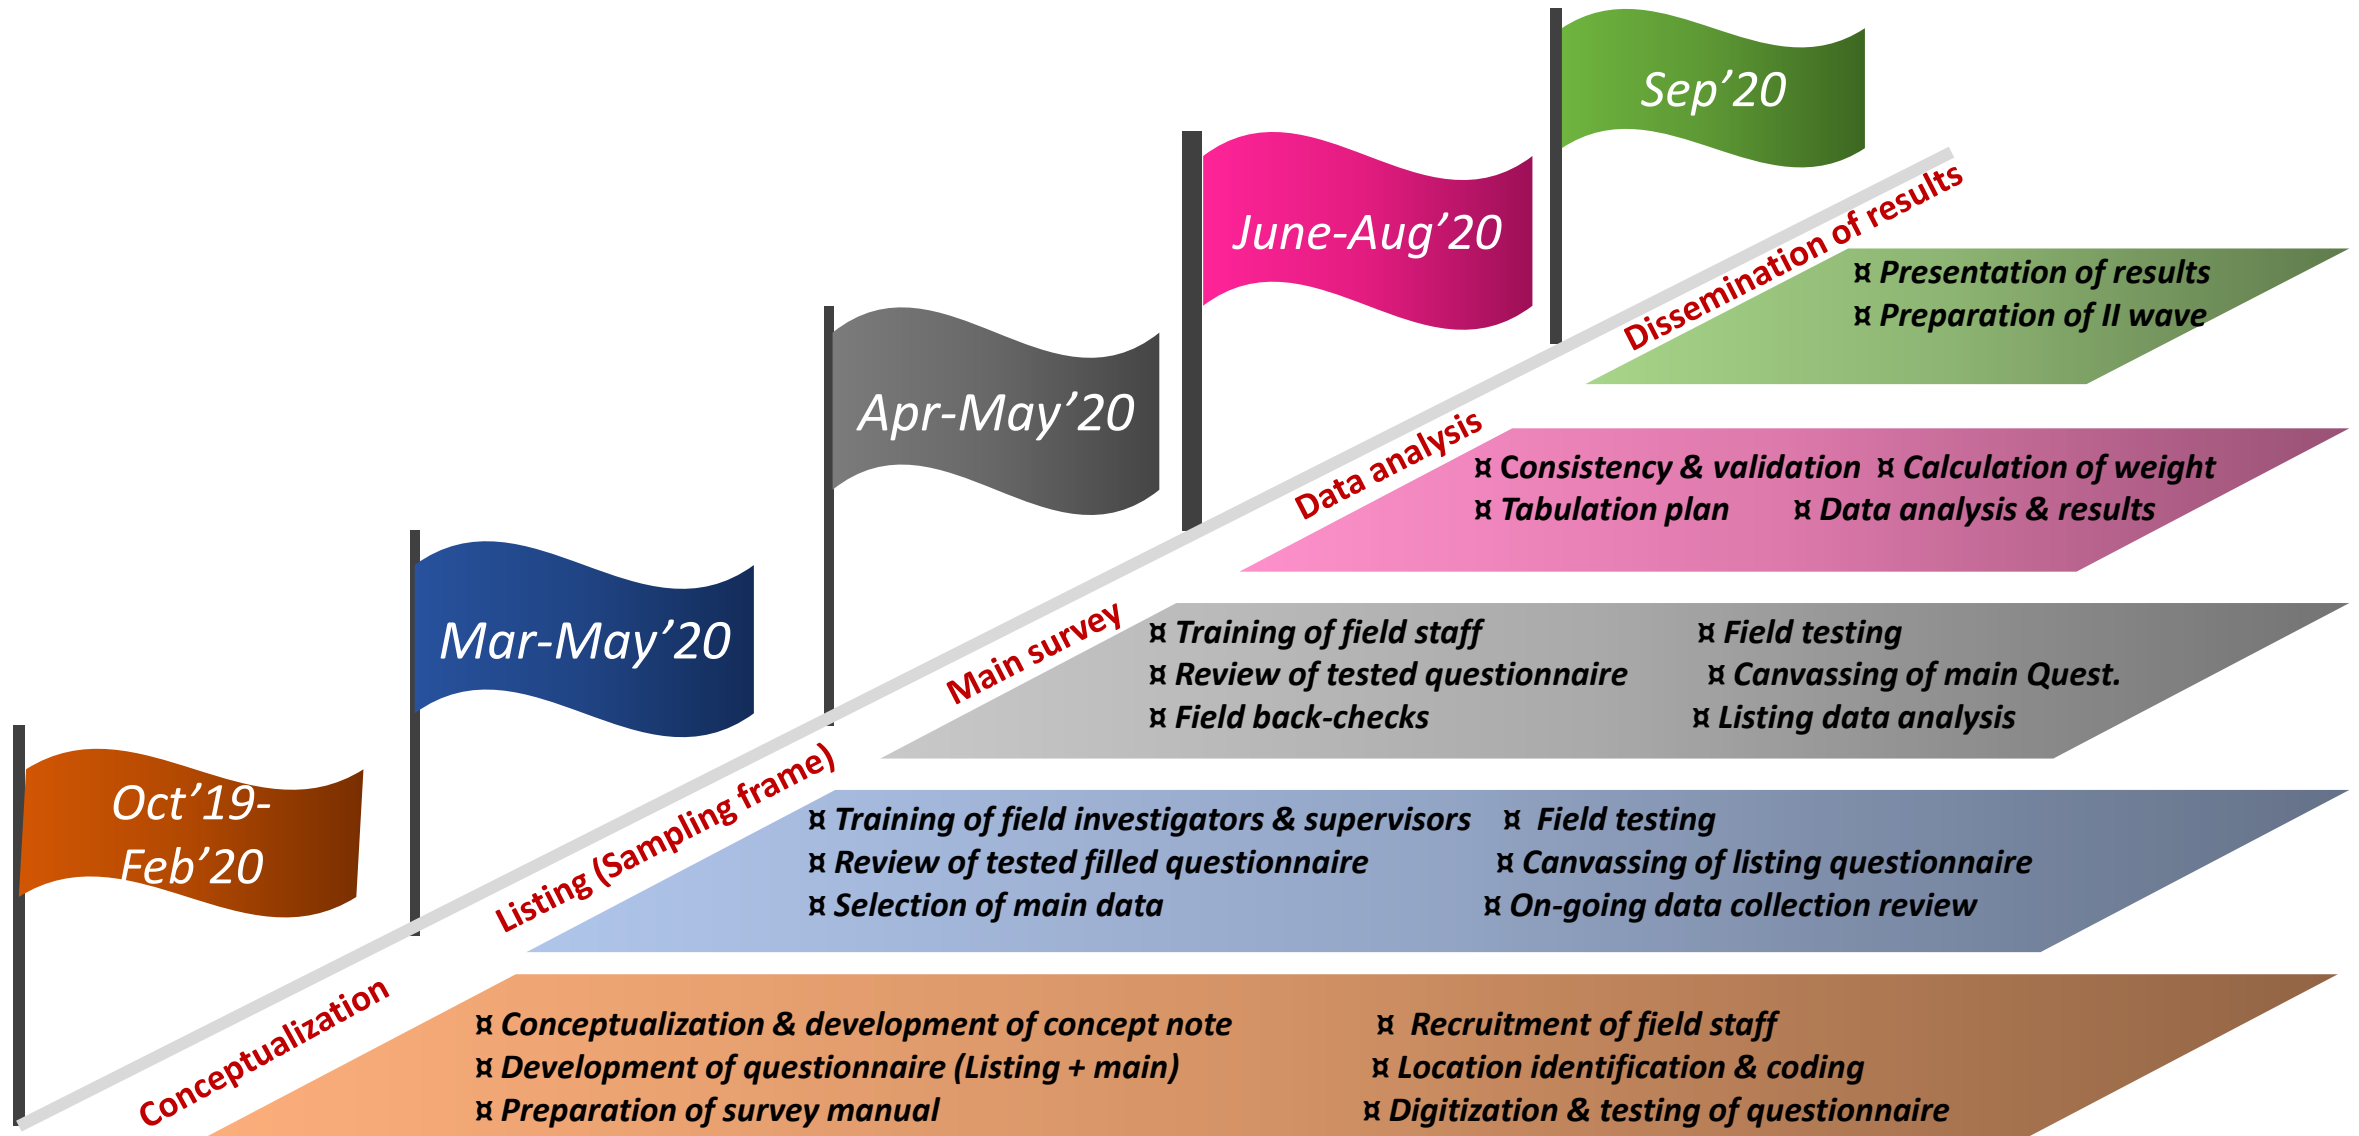 Sep’20
June-Aug’20
Apr-May’20
Mar-May’20
Oct’19-
Feb’20
Dissemination of results
¤ Presentation of results
¤ Preparation of II wave
Data analysis
¤ Consistency & validation ¤ Calculation of weight
¤ Tabulation plan ¤ Data analysis & results
Main survey
¤ Training of field staff ¤ Field testing
¤ Review of tested questionnaire ¤ Canvassing of main Quest.
¤ Field back-checks ¤ Listing data analysis
Listing (Sampling frame)
¤ Training of field investigators & supervisors ¤ Field testing
¤ Review of tested filled questionnaire ¤ Canvassing of listing questionnaire
¤ Selection of main data ¤ On-going data collection review
Conceptualization
¤ Conceptualization & development of concept note ¤ Recruitment of field staff
¤ Development of questionnaire (Listing + main) ¤ Location identification & coding
¤ Preparation of survey manual ¤ Digitization & testing of questionnaire